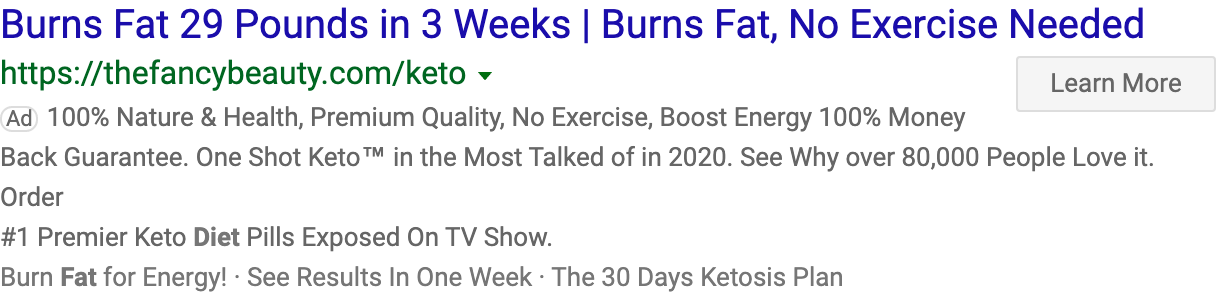 Burns Fat 29 Pounds in 3 Weeks | Burns Fat, No Exercise Needed
https://thefancybeauty.com/keto
Learn More
Ad 100% Nature & Health, Premium Quality, No Exercise, Boost Energy 100% Money
Back Guarantee. One Shot Keto™ in the Most Talked of in 2020. See Why over 80,000 People Love it.
Order
#1 Premier Keto Diet Pills Exposed On TV Show.
Burn Fat for Energy! · See Results In One Week · The 30 Days Ketosis Plan